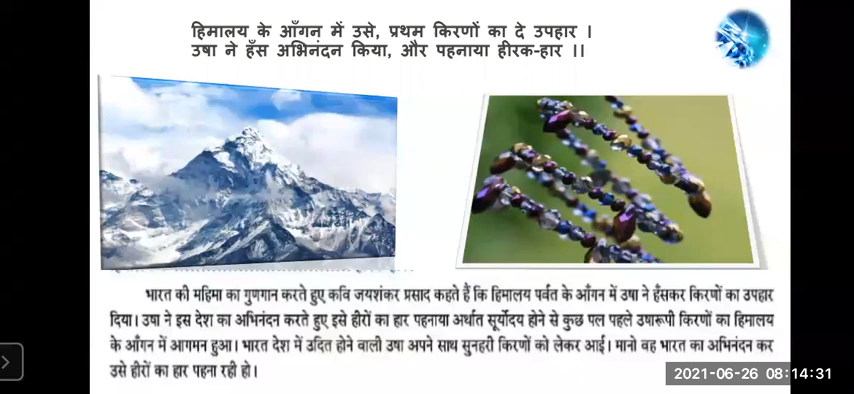 हिमालय के आँगन में उसे, प्रथम किरणों का दे उपहार ।
उषा ने हँस अभिनंदन किया, और पहनाया हीरक-हार ।।
भारत की महिमा का गुणगान करते हुए कवि जयशंकर प्रसाद कहते हैं कि हिमालय पर्वत के आँगन में उषा ने हँसकर किरणों का उपहार
दिया। उषा ने इस देश का अभिनंदन करते हुए इसे हीरों का हार पहनाया अर्थात सूर्योदय होने से कुछ पल पहले उषारूपी किरणों का हिमालय
के आँगन में आगमन हुआ। भारत देश में उदित होने वाली उषा अपने साथ सुनहरी किरणों को लेकर आई। मानो वह भारत का अभिनंदन कर
उसे हीरों का हार पहना रही हो।
2021-06-26 08:14:31